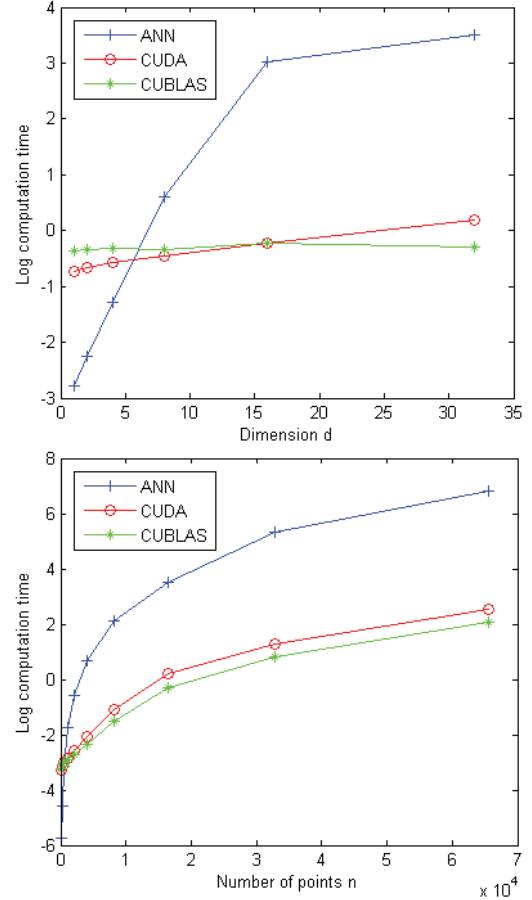 4
3
2
1
0
-1
-2
-3
Log computation time
ANN
CUDA
CUBLAS
0 5 10 15 20 25 30 35
Dimension d
8
6
4
2
0
-2
-4
-6
Log computation time
ANN
CUDA
CUBLAS
0 1 2 3 4 5 6 7
Number of points n
x 10^4